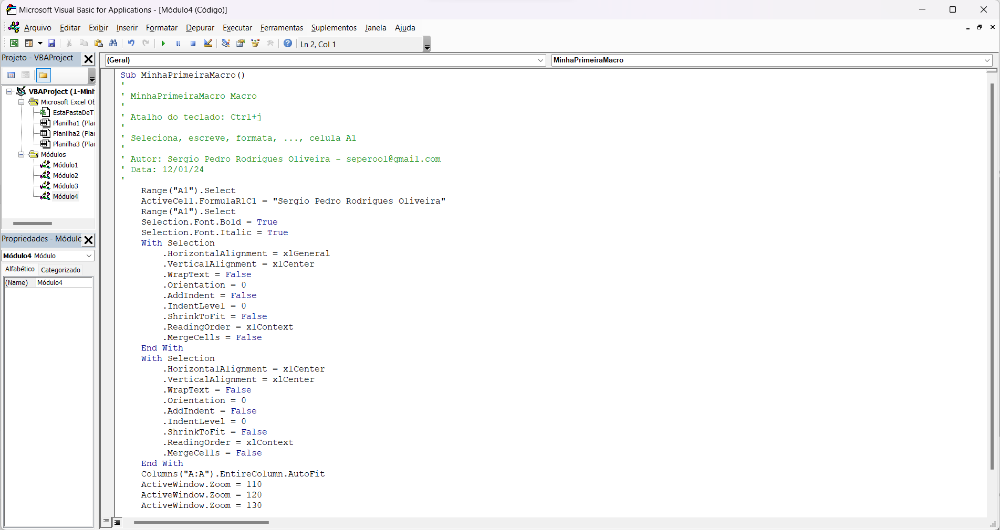 Microsoft Visual Basic for Applications - [Módulo4 (Código)]
Arquivo Editar Exibir Inserir Formatar Depurar Executar Ferramentas Suplementos Janela Ajuda
Ln 2, Col 1
Projeto - VBAProject
VBAProject (1-Minh
Microsoft Excel Ob
EstaPastaDeT
Planilha1 (Plar
Planilha2 (Plar
Planilha3 (Plar
Módulos
Módulo1
Módulo2
Módulo3
Módulo4
Propriedades - Módulo
Módulo4 Módulo
Alfabético Categorizado
(Name) Módulo4
(Geral) MinhaPrimeiraMacro
Sub MinhaPrimeiraMacro()
'
' MinhaPrimeiraMacro Macro
'
' Atalho do teclado: Ctrl+j
'
' Seleciona, escreve, formata, ..., celula A1
'
' Autor: Sergio Pedro Rodrigues Oliveira - seperool@gmail.com
' Data: 12/01/24
'
Range("A1").Select
ActiveCell.FormulaR1C1 = "Sergio Pedro Rodrigues Oliveira"
Range("A1").Select
Selection.Font.Bold = True
Selection.Font.Italic = True
With Selection
.HorizontalAlignment = xlGeneral
.VerticalAlignment = xlCenter
.WrapText = False
.Orientation = 0
.AddIndent = False
.IndentLevel = 0
.ShrinkToFit = False
.ReadingOrder = xlContext
.MergeCells = False
End With
With Selection
.HorizontalAlignment = xlCenter
.VerticalAlignment = xlCenter
.WrapText = False
.Orientation = 0
.AddIndent = False
.IndentLevel = 0
.ShrinkToFit = False
.ReadingOrder = xlContext
.MergeCells = False
End With
Columns("A:A").EntireColumn.AutoFit
ActiveWindow.Zoom = 110
ActiveWindow.Zoom = 120
ActiveWindow.Zoom = 130